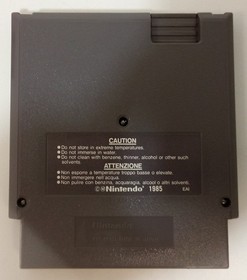 CAUTION
●Do not store in extreme temperatures.
●Do not immerse in water.
●Do not clean with benzene, thinner, alcohol or other such
solvents.
ATTENZIONE
●Non esporre a temperature troppo basse o elevate.
●Non immergere nell'acqua.
●Non pulire con benzina, acquaragia, alcool o altri solventi.
©Nintendo® 1985 EAI